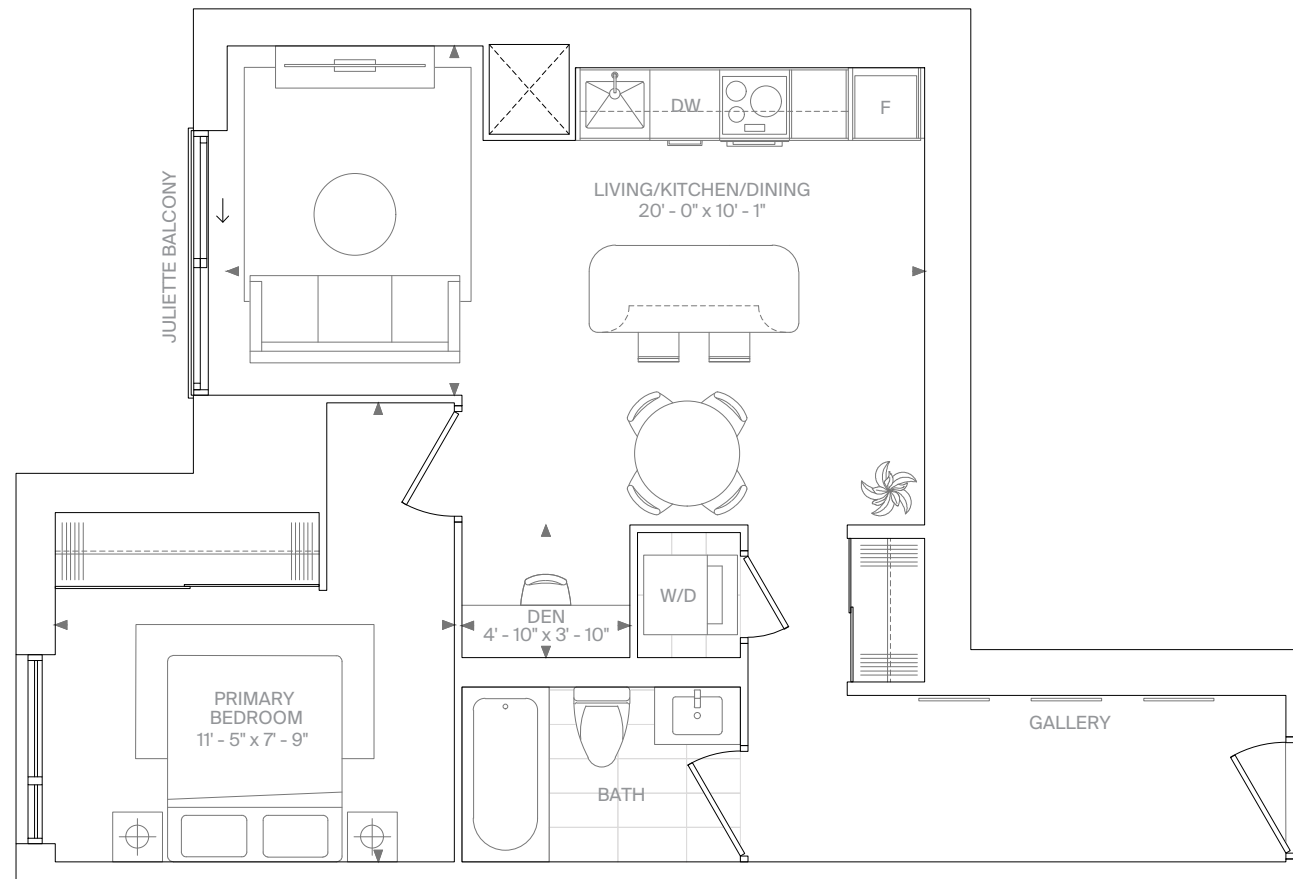 DW
F
LIVING/KITCHEN/DINING
20' - 0" x 10' - 1"
JULIETTE BALCONY
W/D
DEN
4' - 10" x 3' - 10"
PRIMARY
BEDROOM
11' - 5" x 7' - 9"
GALLERY
BATH